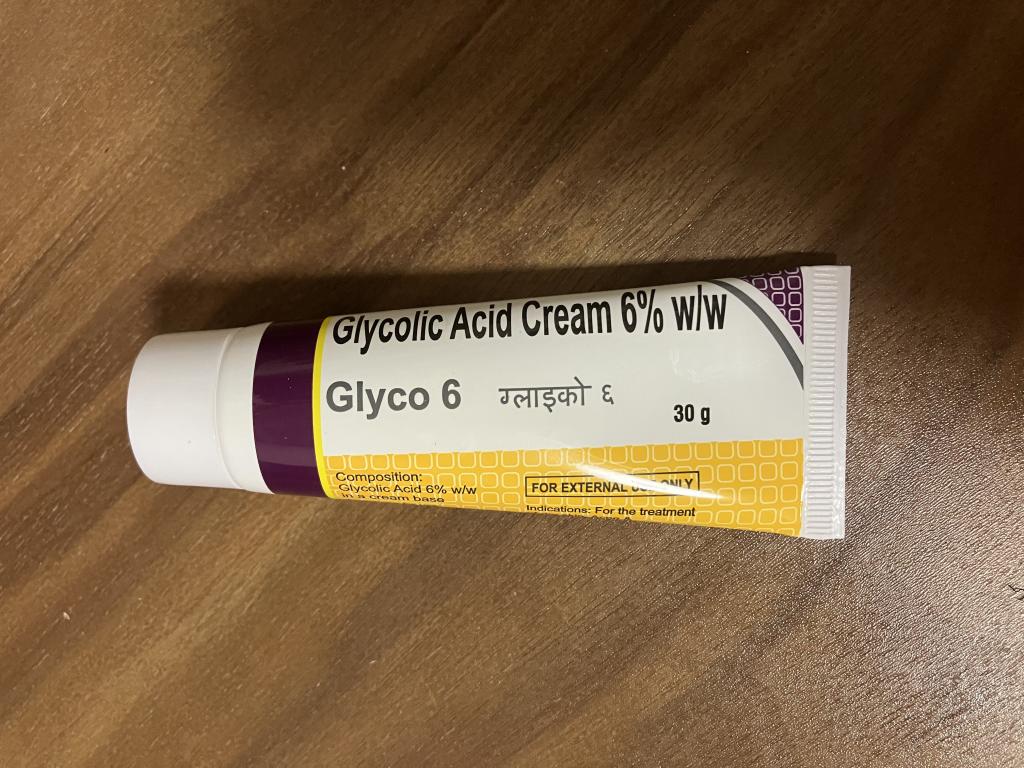 Glycolic Acid Cream 6% w/w
Glyco 6 ग्लाइको ६
30 g
Composition:
Glycolic Acid 6% w/w
in a cream base
FOR EXTERNAL USE ONLY
Indications: For the treatment